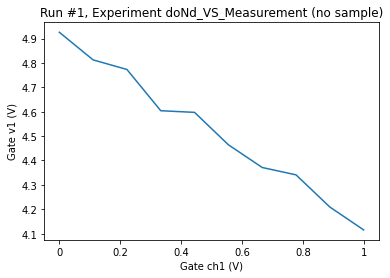 Run #1, Experiment doNd_VS_Measurement (no sample)
4.9
4.8
4.7
4.6
4.5
4.4
4.3
4.2
4.1
Gate v1 (V)
0 0.2 0.4 0.6 0.8 1
Gate ch1 (V)